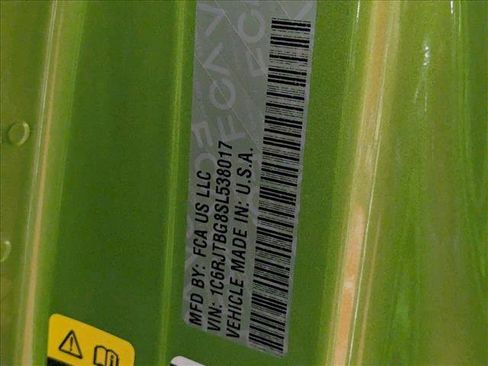 MFD BY: FCA US LLC
VIN: 1C6RJTBG8SL538017
VEHICLE MADE IN: U.S.A.